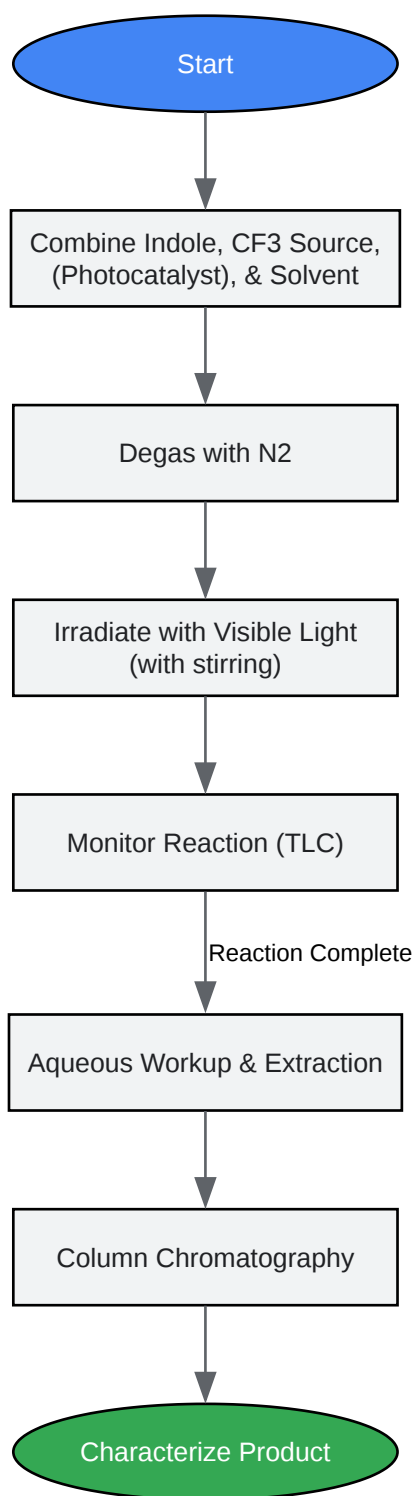 Start
Combine Indole, CF3 Source,
(Photocatalyst), & Solvent
Degas with N2
Irradiate with Visible Light
(with stirring)
Monitor Reaction (TLC)
Reaction Complete
Aqueous Workup & Extraction
Column Chromatography
Characterize Product